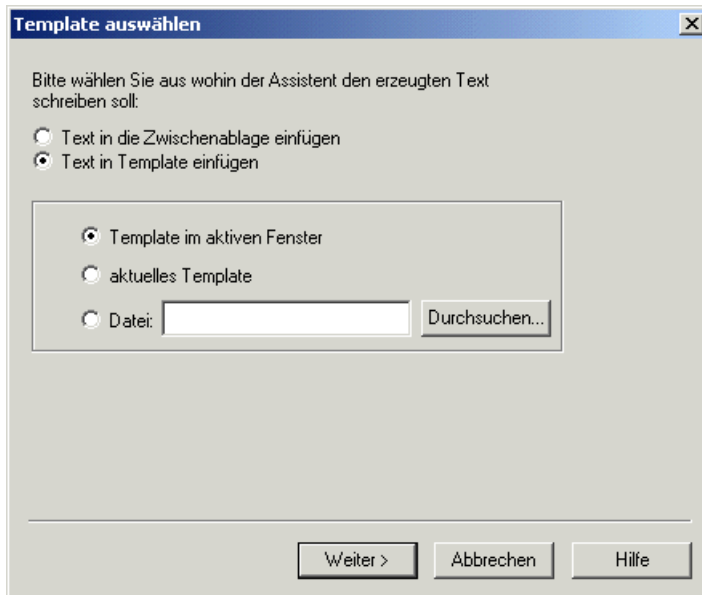 Template auswählen
Bitte wählen Sie aus wohin der Assistent den erzeugten Text
schreiben soll:
Text in die Zwischenablage einfügen
Text in Template einfügen
Template im aktiven Fenster
aktuelles Template
Datei: Durchsuchen...
Weiter > Abbrechen Hilfe